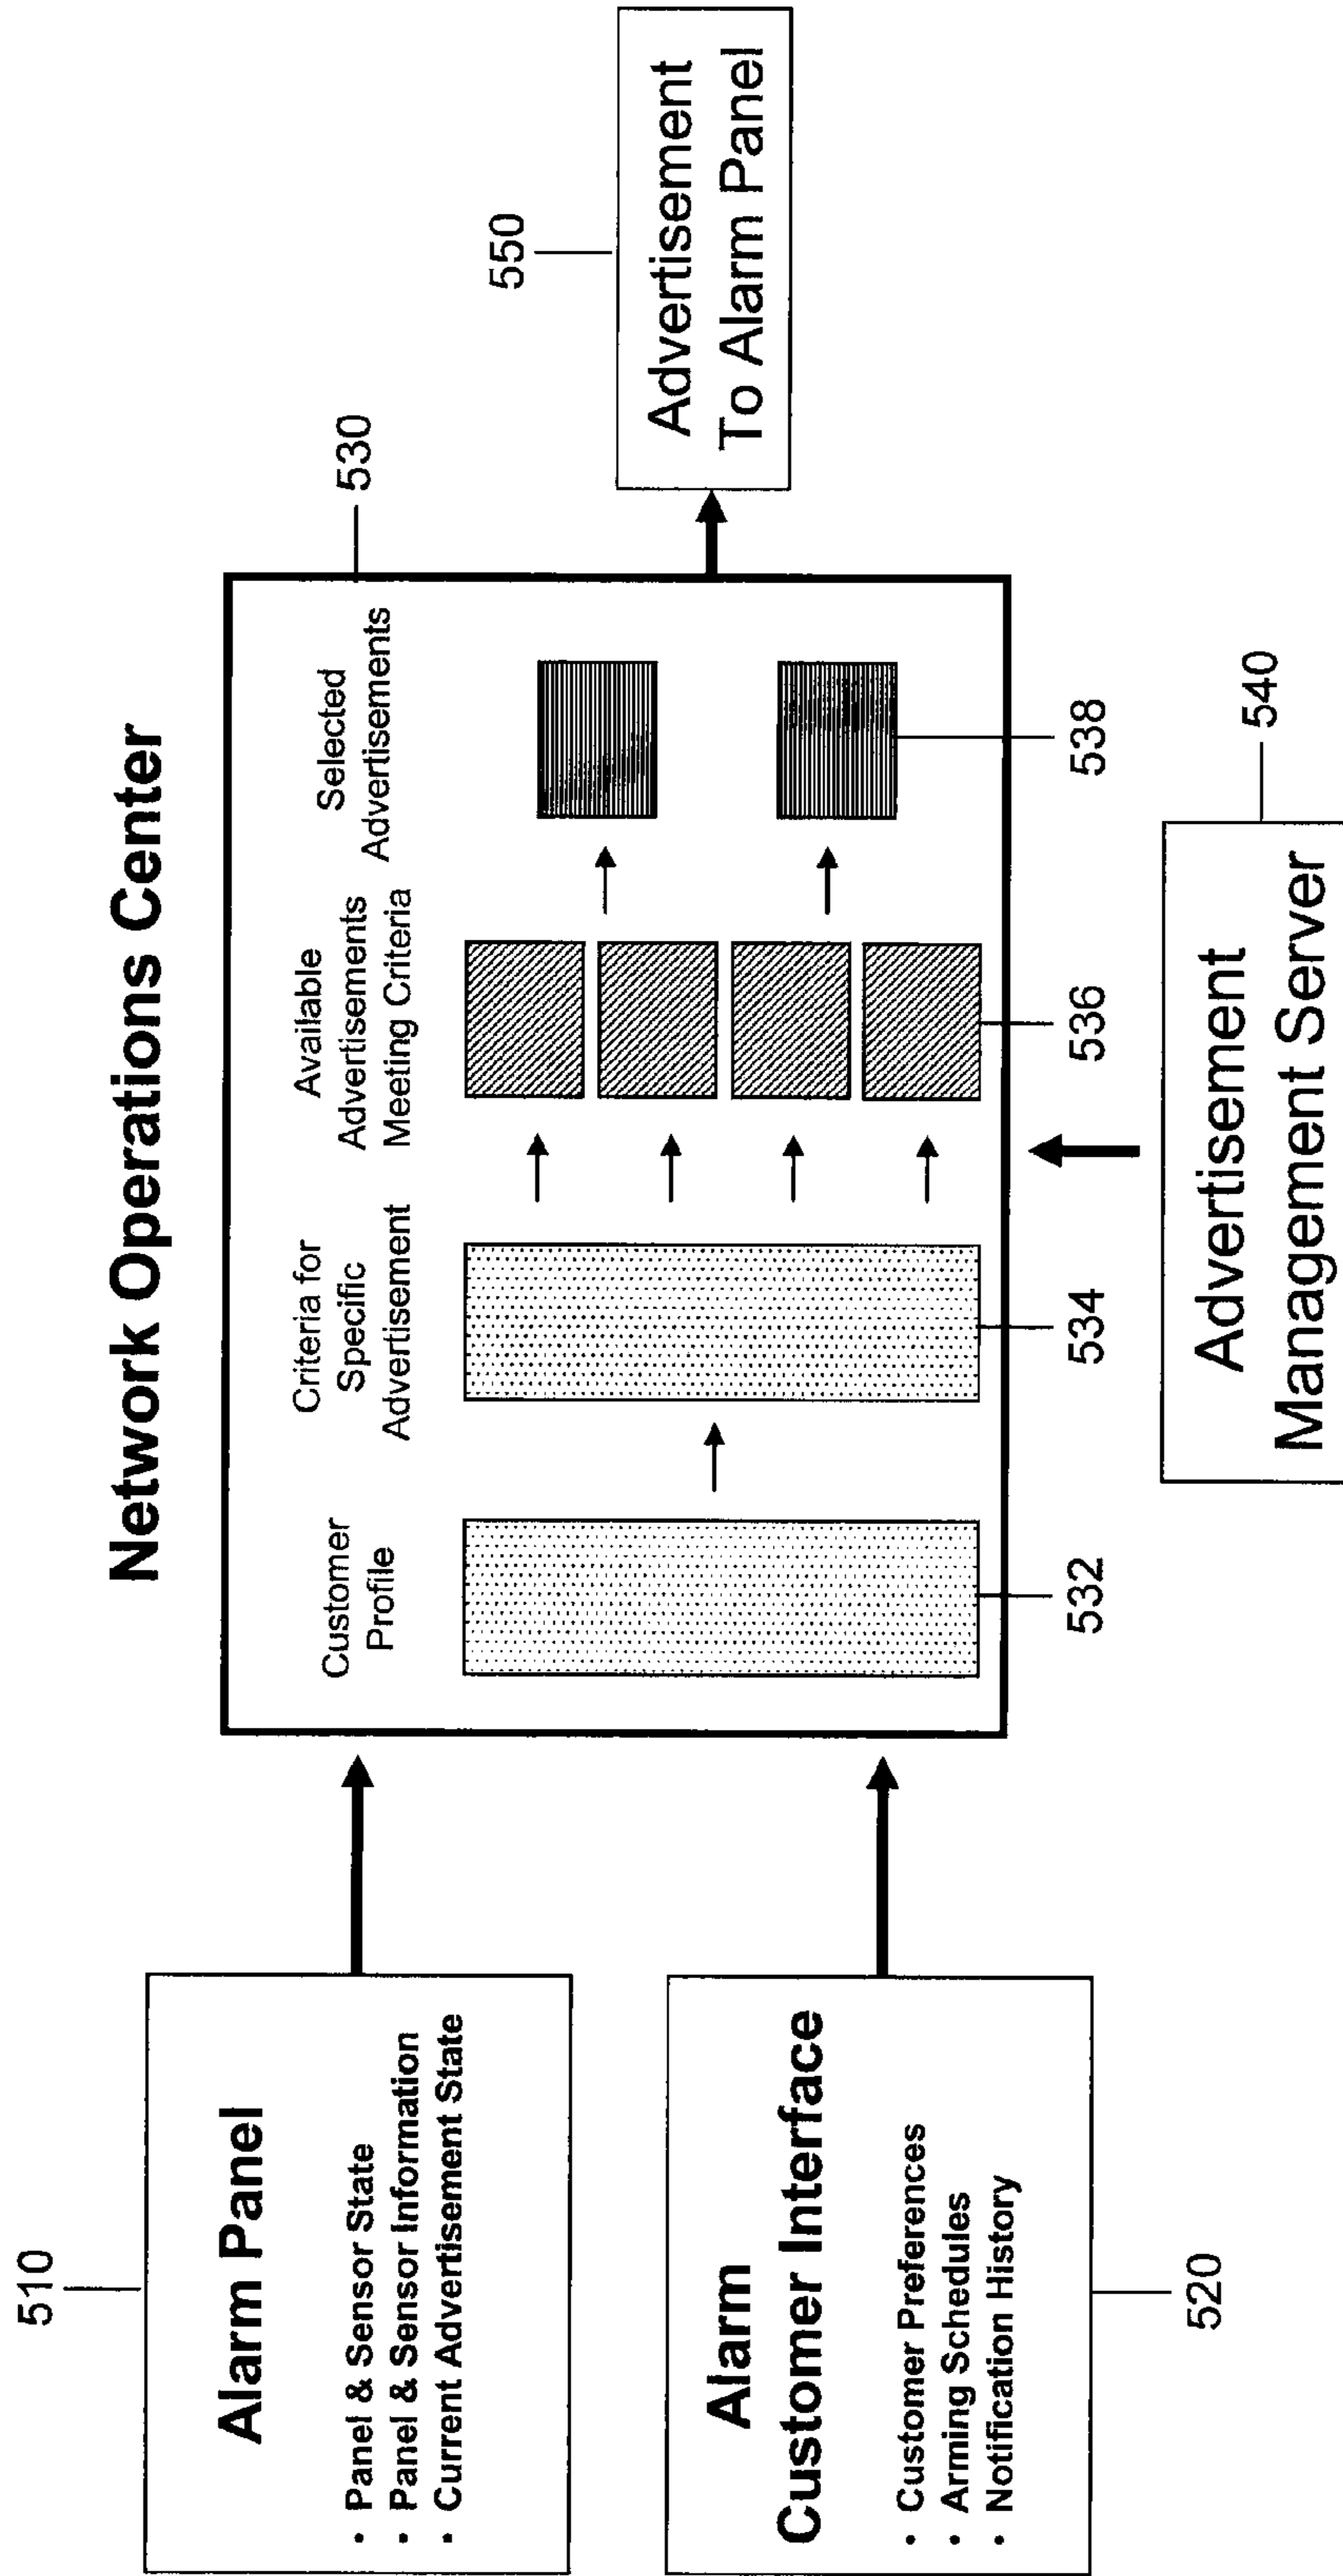 Network Operations Center
510
Alarm Panel
• Panel & Sensor State
• Panel & Sensor Information
• Current Advertisement State
Alarm
Customer Interface
• Customer Preferences
• Arming Schedules
• Notification History
520
530
Customer
Profile
Criteria for
Specific
Advertisement
Available
Advertisements
Meeting Criteria
Selected
Advertisements
532
534
536
538
540
Advertisement
Management Server
550
Advertisement
To Alarm Panel